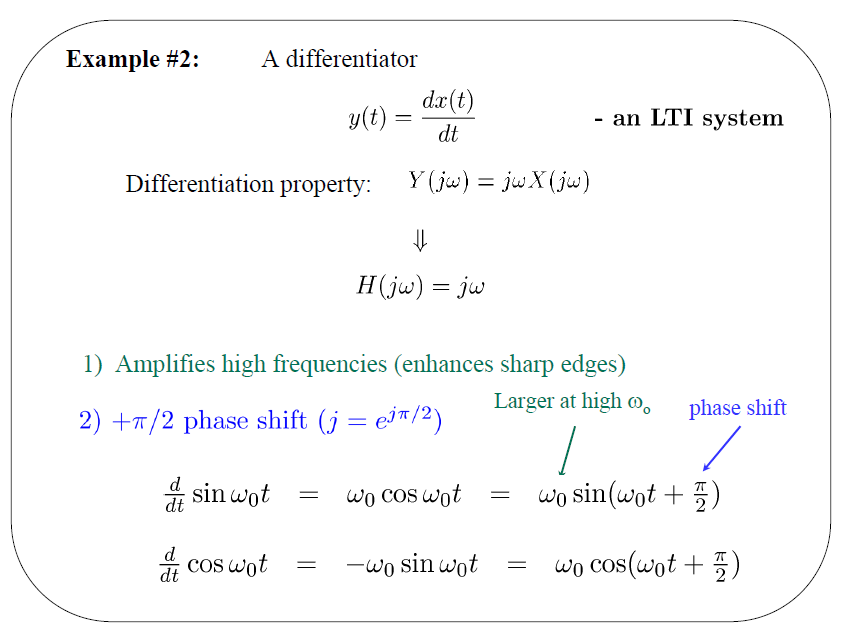 Example #2: A differentiator
y(t) = dx(t)/dt - an LTI system
Differentiation property: Y(jω) = jωX(jω)
⇓
H(jω) = jω
1) Amplifies high frequencies (enhances sharp edges)
Larger at high ωₒ phase shift
2) +π/2 phase shift (j = e^{jπ/2})
d/dt sin ω₀t = ω₀ cos ω₀t = ω₀ sin(ω₀t + π/2)
d/dt cos ω₀t = −ω₀ sin ω₀t = ω₀ cos(ω₀t + π/2)